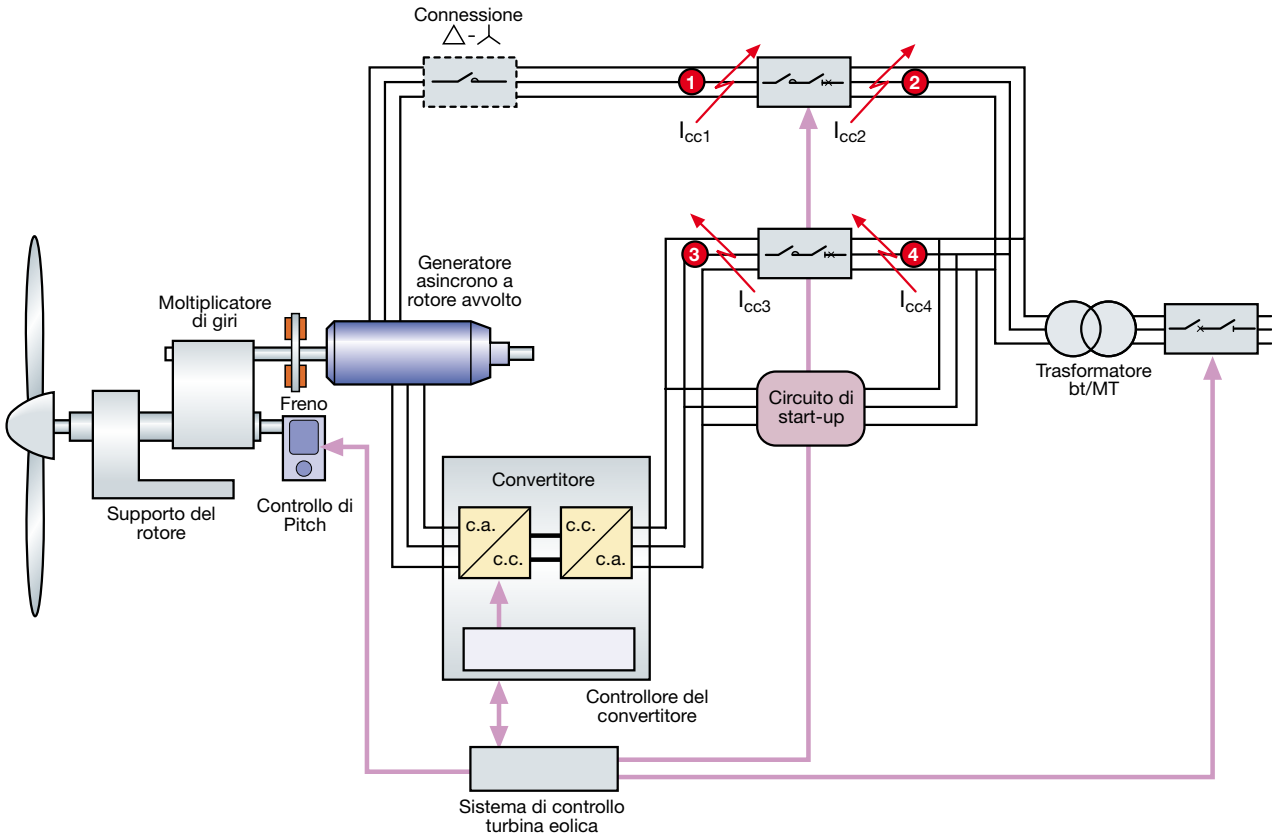 Connessione
△-⅄
1
2
Icc1
Icc2
3
4
Icc3
Icc4
Generatore
asincrono a
rotore avvolto
Moltiplicatore
di giri
Freno
Trasformatore
bt/MT
Circuito di
start-up
Supporto del
rotore
Controllo di
Pitch
Convertitore
c.a.
c.c.
c.c.
c.a.
Controllore del
convertitore
Sistema di controllo
turbina eolica